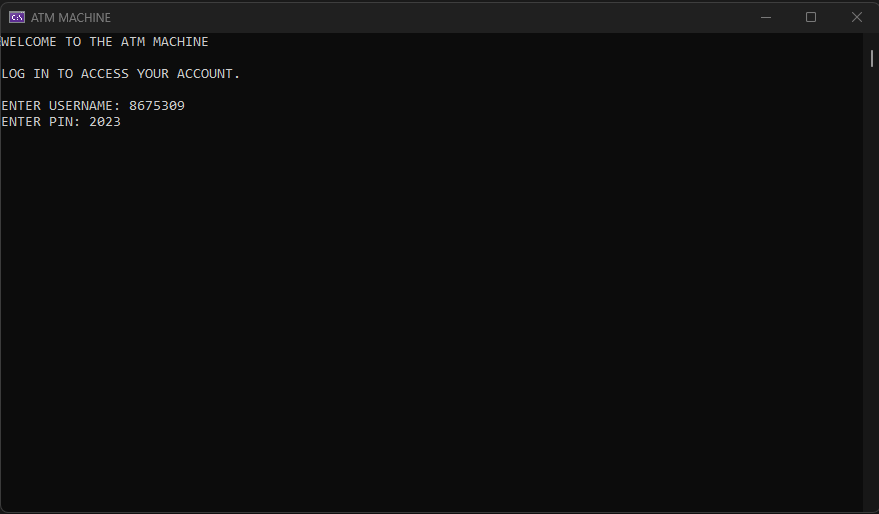 ATM MACHINE
WELCOME TO THE ATM MACHINE
LOG IN TO ACCESS YOUR ACCOUNT.
ENTER USERNAME: 8675309
ENTER PIN: 2023